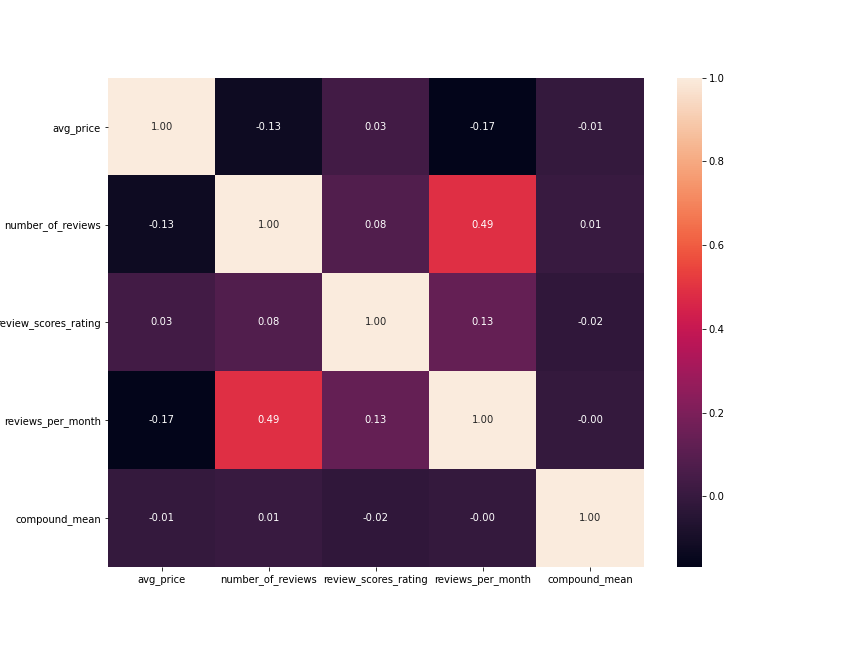 avg_price 1.00 -0.13 0.03 -0.17 -0.01
number_of_reviews -0.13 1.00 0.08 0.49 0.01
eview_scores_rating 0.03 0.08 1.00 0.13 -0.02
reviews_per_month -0.17 0.49 0.13 1.00 -0.00
compound_mean -0.01 0.01 -0.02 -0.00 1.00
avg_price number_of_reviews review_scores_rating reviews_per_month compound_mean
1.0
0.8
0.6
0.4
0.2
0.0